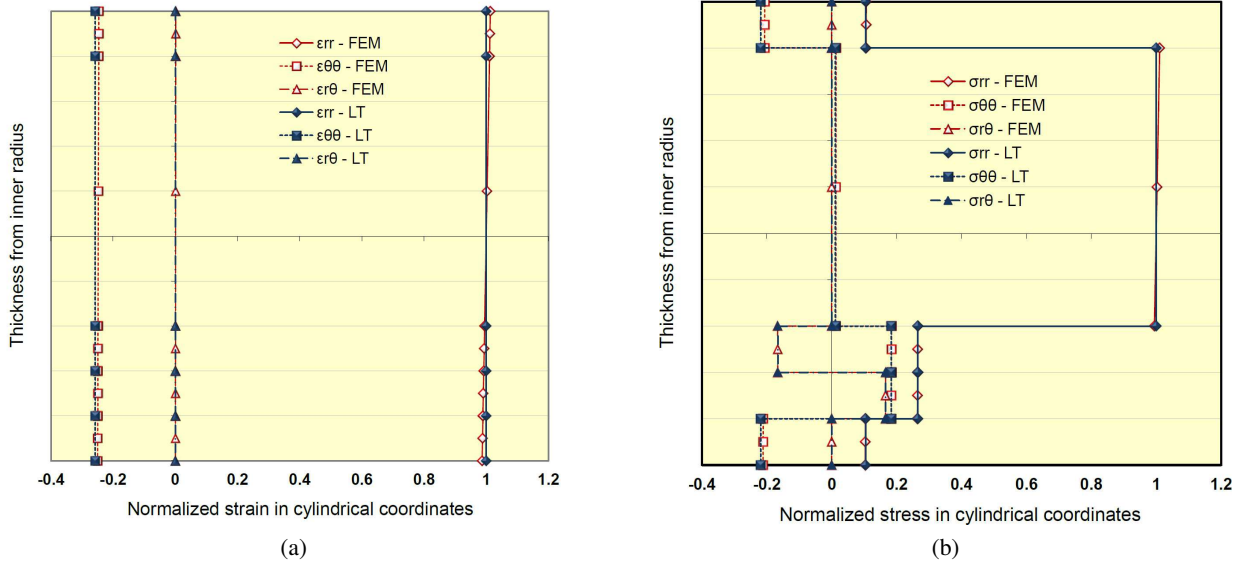 Thickness from inner radius
εrr - FEM
εθθ - FEM
εrθ - FEM
εrr - LT
εθθ - LT
εrθ - LT
-0.4 -0.2 0 0.2 0.4 0.6 0.8 1 1.2
Normalized strain in cylindrical coordinates
(a)
Thickness from inner radius
σrr - FEM
σθθ - FEM
σrθ - FEM
σrr - LT
σθθ - LT
σrθ - LT
-0.4 -0.2 0 0.2 0.4 0.6 0.8 1 1.2
Normalized stress in cylindrical coordinates
(b)